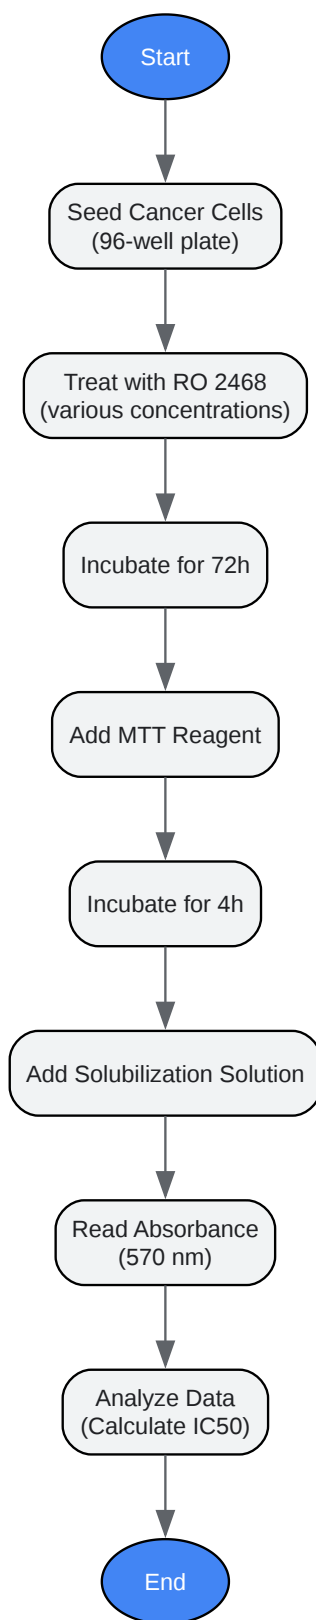 Start
Seed Cancer Cells
(96-well plate)
Treat with RO 2468
(various concentrations)
Incubate for 72h
Add MTT Reagent
Incubate for 4h
Add Solubilization Solution
Read Absorbance
(570 nm)
Analyze Data
(Calculate IC50)
End